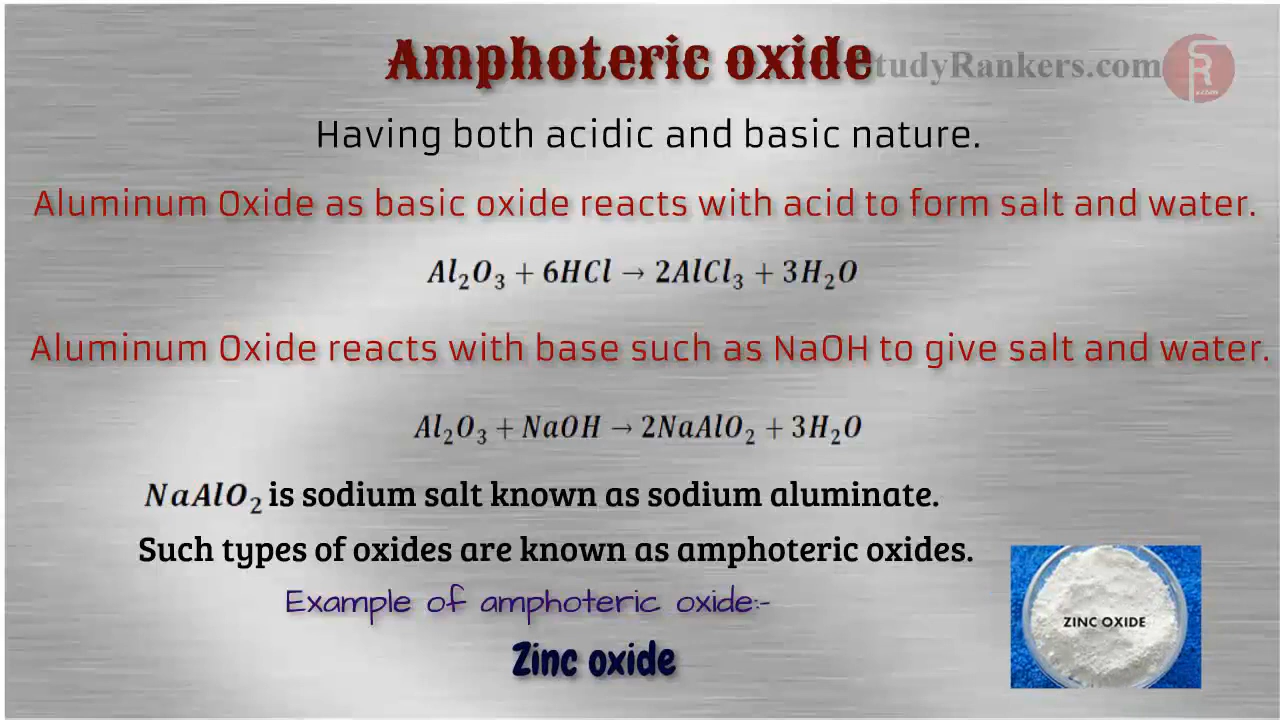 Amphoteric oxide
tudyRankers.com
Having both acidic and basic nature.
Aluminum Oxide as basic oxide reacts with acid to form salt and water.
Al₂O₃ + 6HCl → 2AlCl₃ + 3H₂O
Aluminum Oxide reacts with base such as NaOH to give salt and water.
Al₂O₃ + NaOH → 2NaAlO₂ + 3H₂O
NaAlO₂ is sodium salt known as sodium aluminate.
Such types of oxides are known as amphoteric oxides.
Example of amphoteric oxide:-
Zinc oxide
ZINC OXIDE